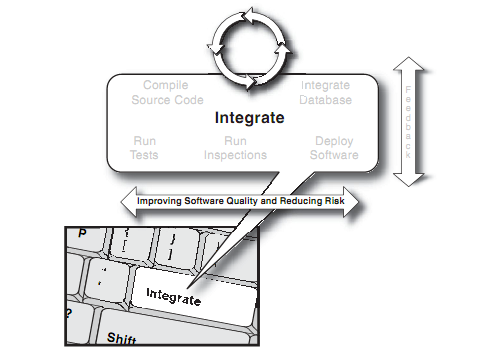 Compile
Source Code
Integrate
Database
Integrate
Run
Tests
Run
Inspections
Deploy
Software
Feedback
Improving Software Quality and Reducing Risk
P
{
[
}
]
"
'
Integrate
?
Shift